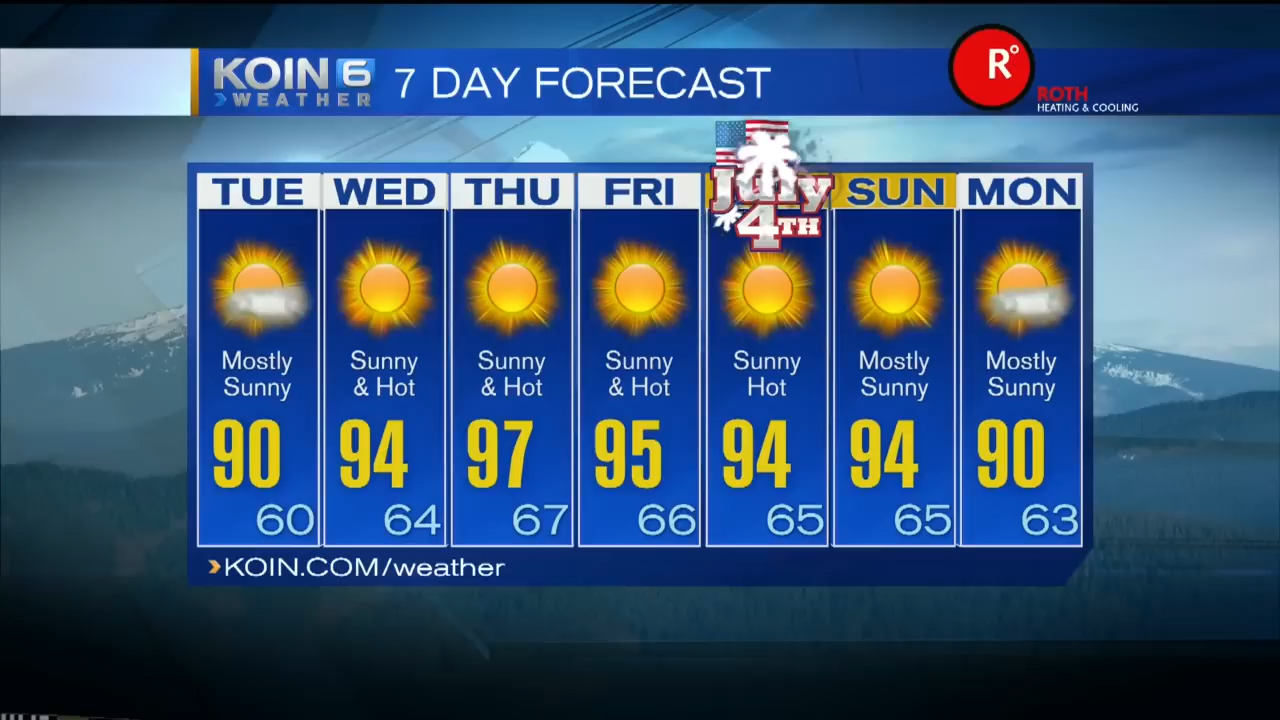 KOIN 6
WEATHER
7 DAY FORECAST
R°
ROTH
HEATING & COOLING
TUE WED THU FRI July SUN MON
4TH
Mostly Sunny Sunny Sunny Sunny Mostly Mostly
Sunny & Hot & Hot & Hot Hot Sunny Sunny
90 94 97 95 94 94 90
60 64 67 66 65 65 63
KOIN.COM/weather